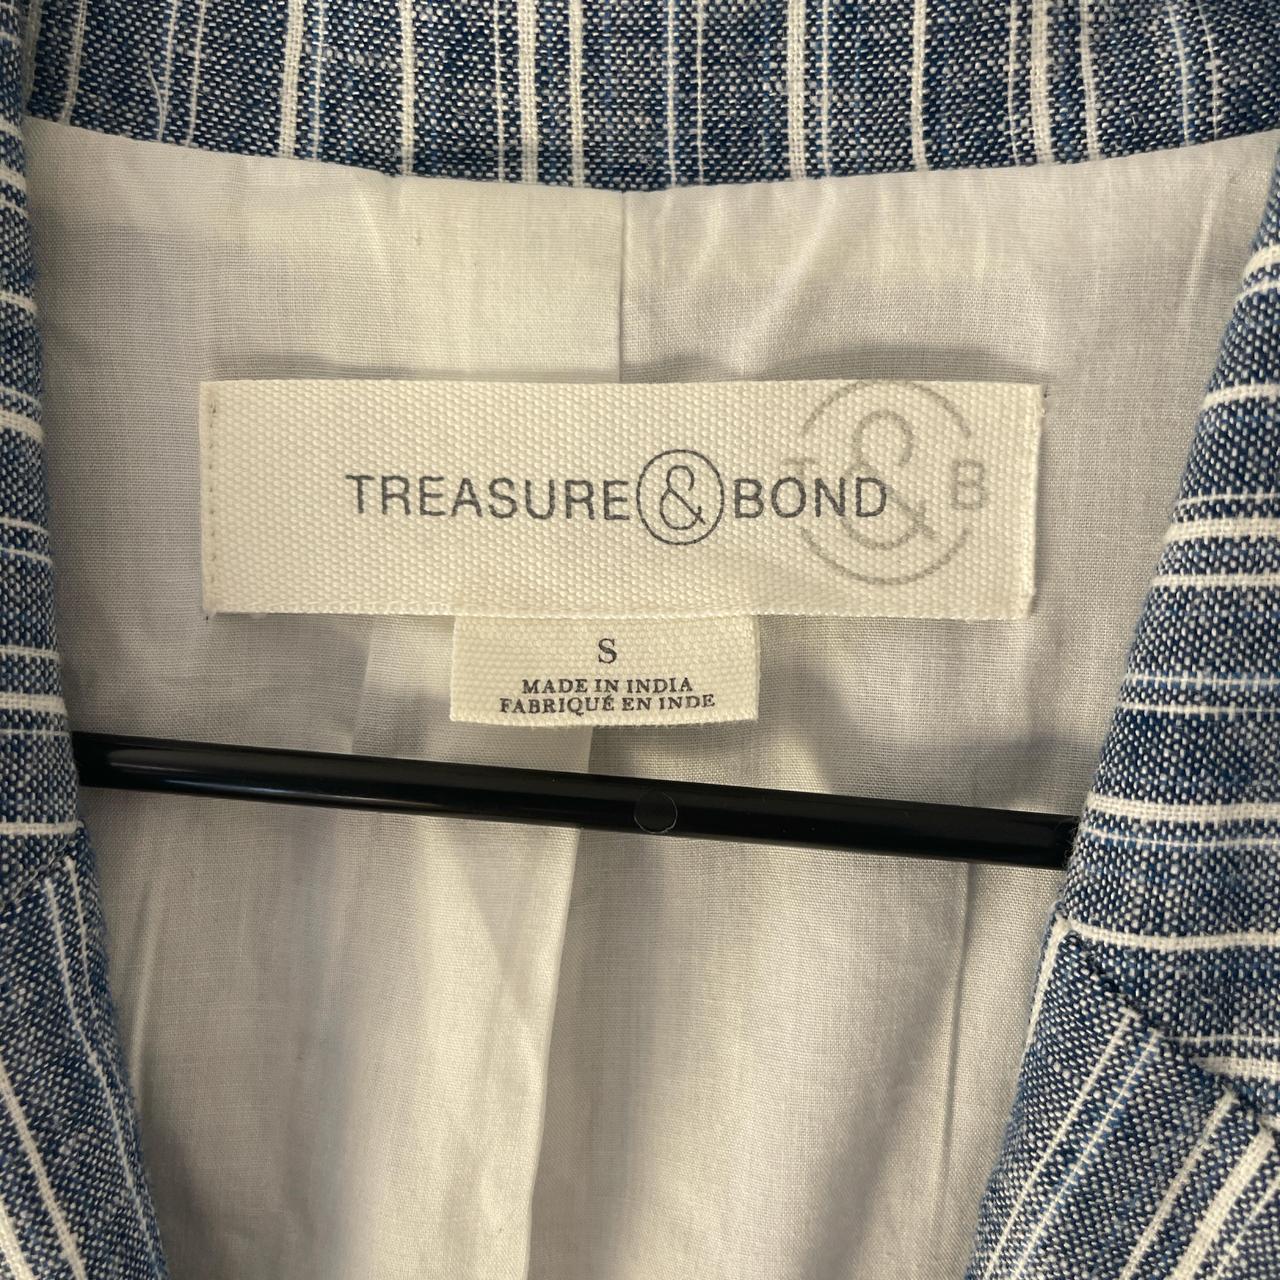 TREASURE & BOND
T & B
S
MADE IN INDIA
FABRIQUÉ EN INDE